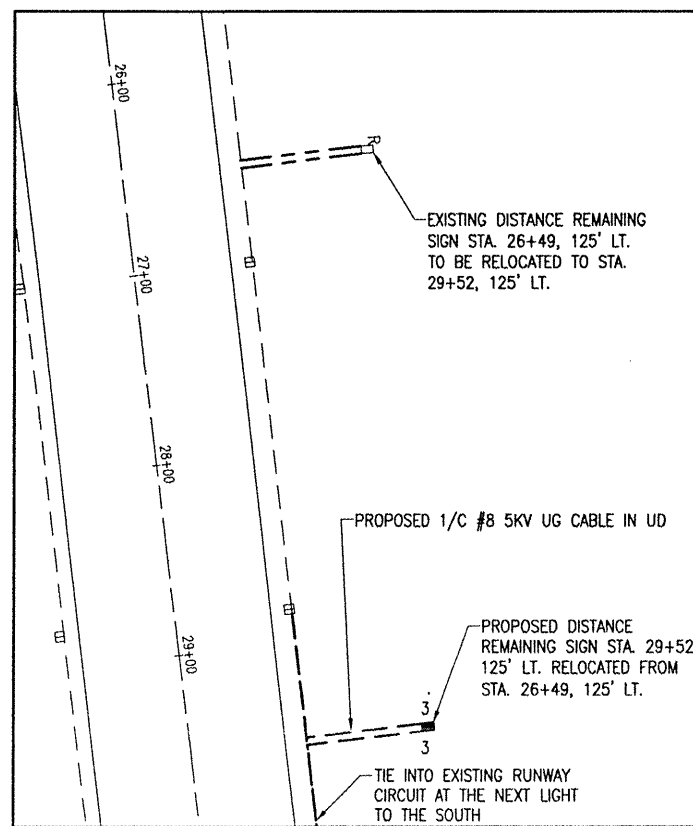 26+00
R
EXISTING DISTANCE REMAINING
SIGN STA. 26+49, 125' LT.
TO BE RELOCATED TO STA.
29+52, 125' LT.
27+00
28+00
PROPOSED 1/C #8 5KV UG CABLE IN UD
29+00
PROPOSED DISTANCE
REMAINING SIGN STA. 29+52
125' LT. RELOCATED FROM
STA. 26+49, 125' LT.
3
3
TIE INTO EXISTING RUNWAY
CIRCUIT AT THE NEXT LIGHT
TO THE SOUTH